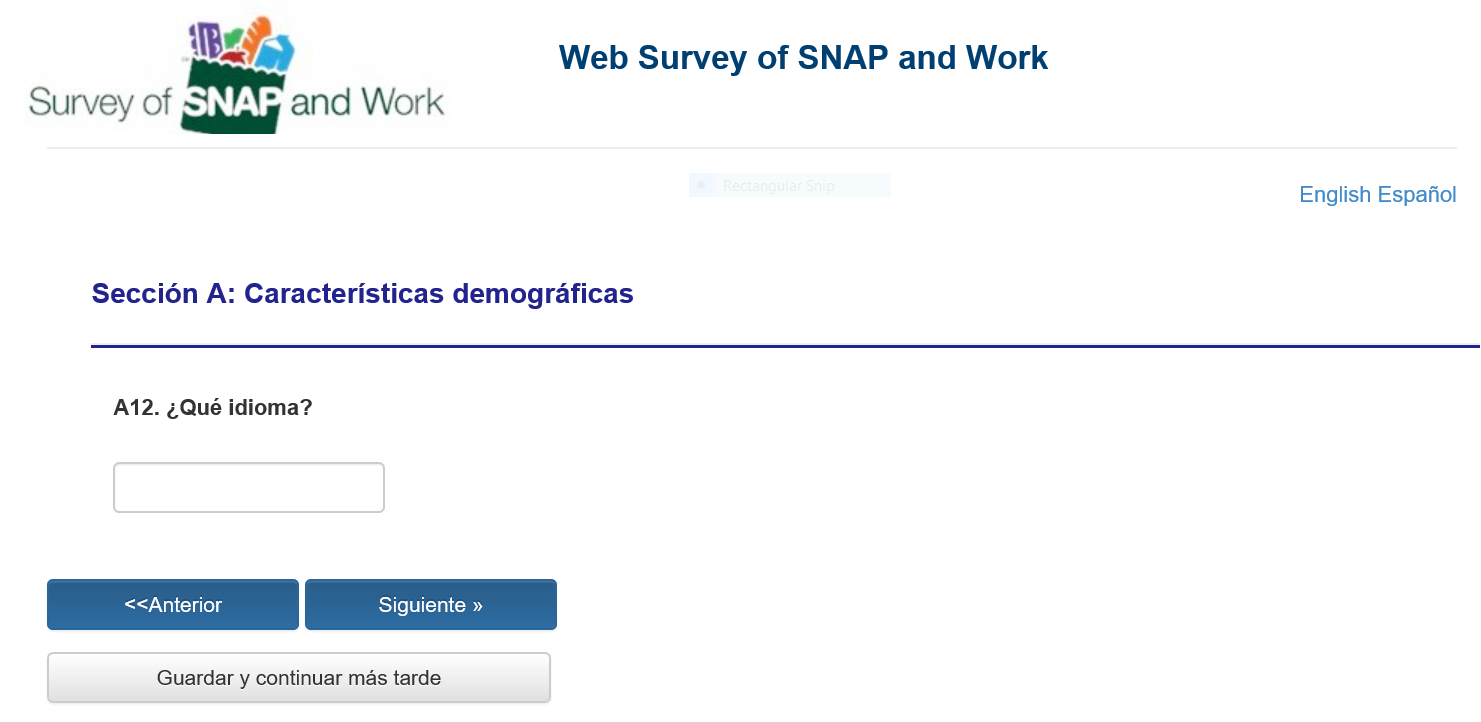 Survey of SNAP and Work
Web Survey of SNAP and Work
Rectangular Snip
English Español
Sección A: Características demográficas
A12. ¿Qué idioma?
<<Anterior
Siguiente »
Guardar y continuar más tarde